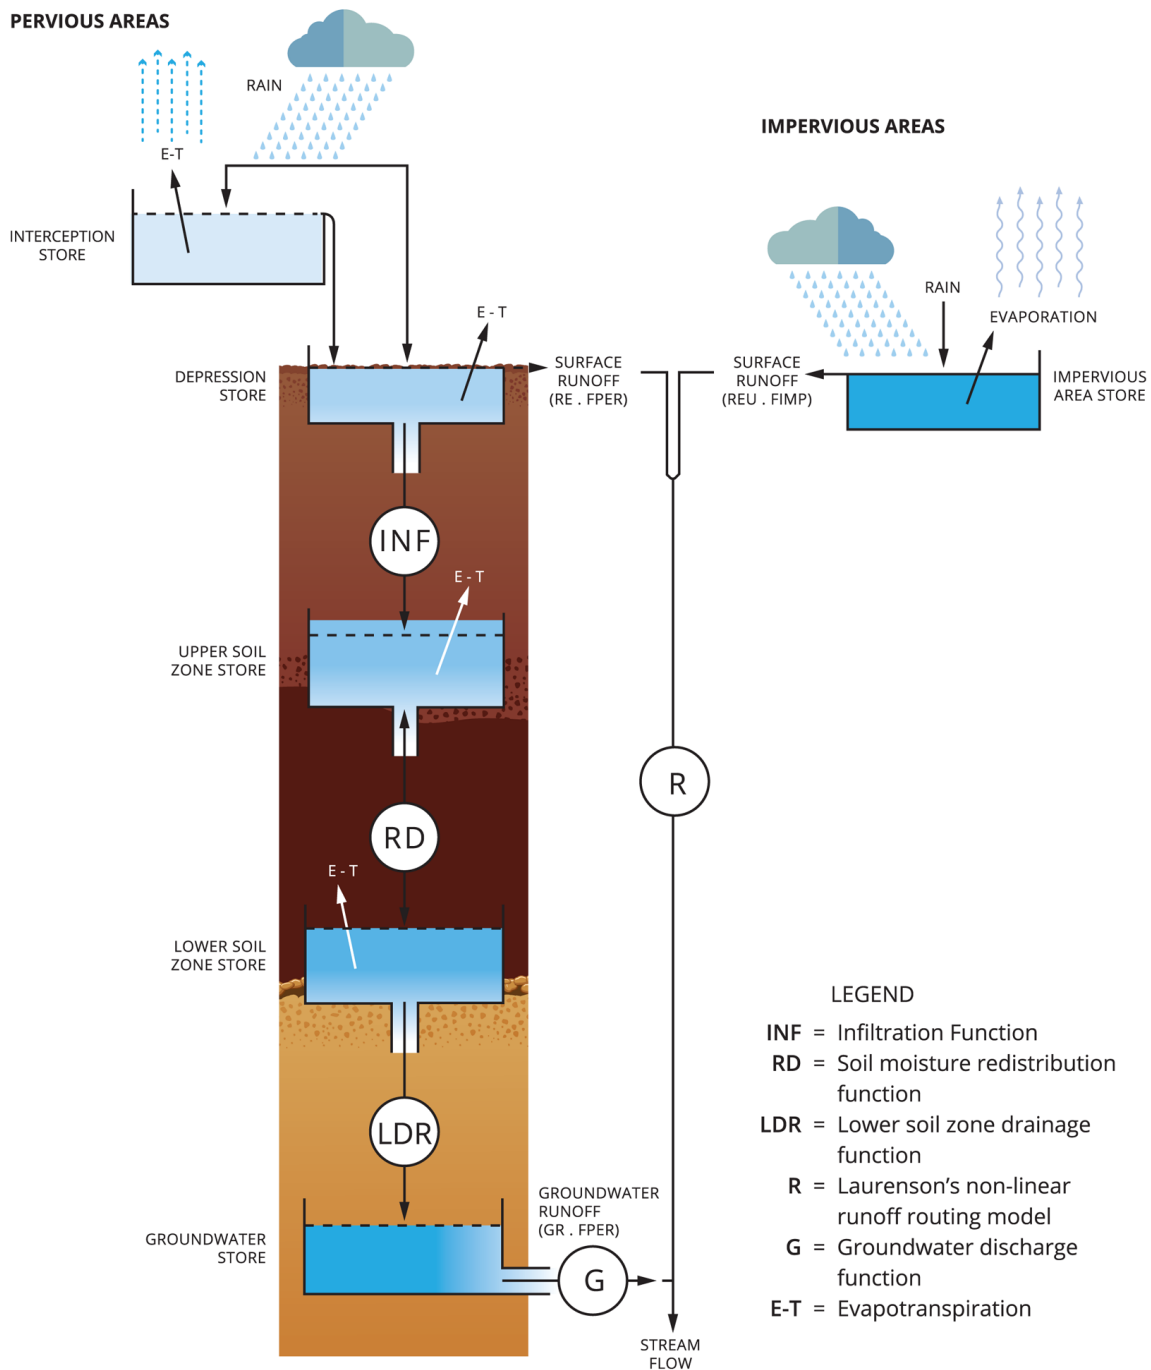 PERVIOUS AREAS
RAIN
E-T
INTERCEPTION
STORE
IMPERVIOUS AREAS
RAIN
EVAPORATION
E - T
DEPRESSION
STORE
SURFACE
RUNOFF
(RE . FPER)
SURFACE
RUNOFF
(REU . FIMP)
IMPERVIOUS
AREA STORE
INF
E - T
UPPER SOIL
ZONE STORE
R
RD
E - T
LOWER SOIL
ZONE STORE
LDR
GROUNDWATER
RUNOFF
(GR . FPER)
GROUNDWATER
STORE
G
STREAM
FLOW
LEGEND
INF = Infiltration Function
RD = Soil moisture redistribution
function
LDR = Lower soil zone drainage
function
R = Laurenson's non-linear
runoff routing model
G = Groundwater discharge
function
E-T = Evapotranspiration